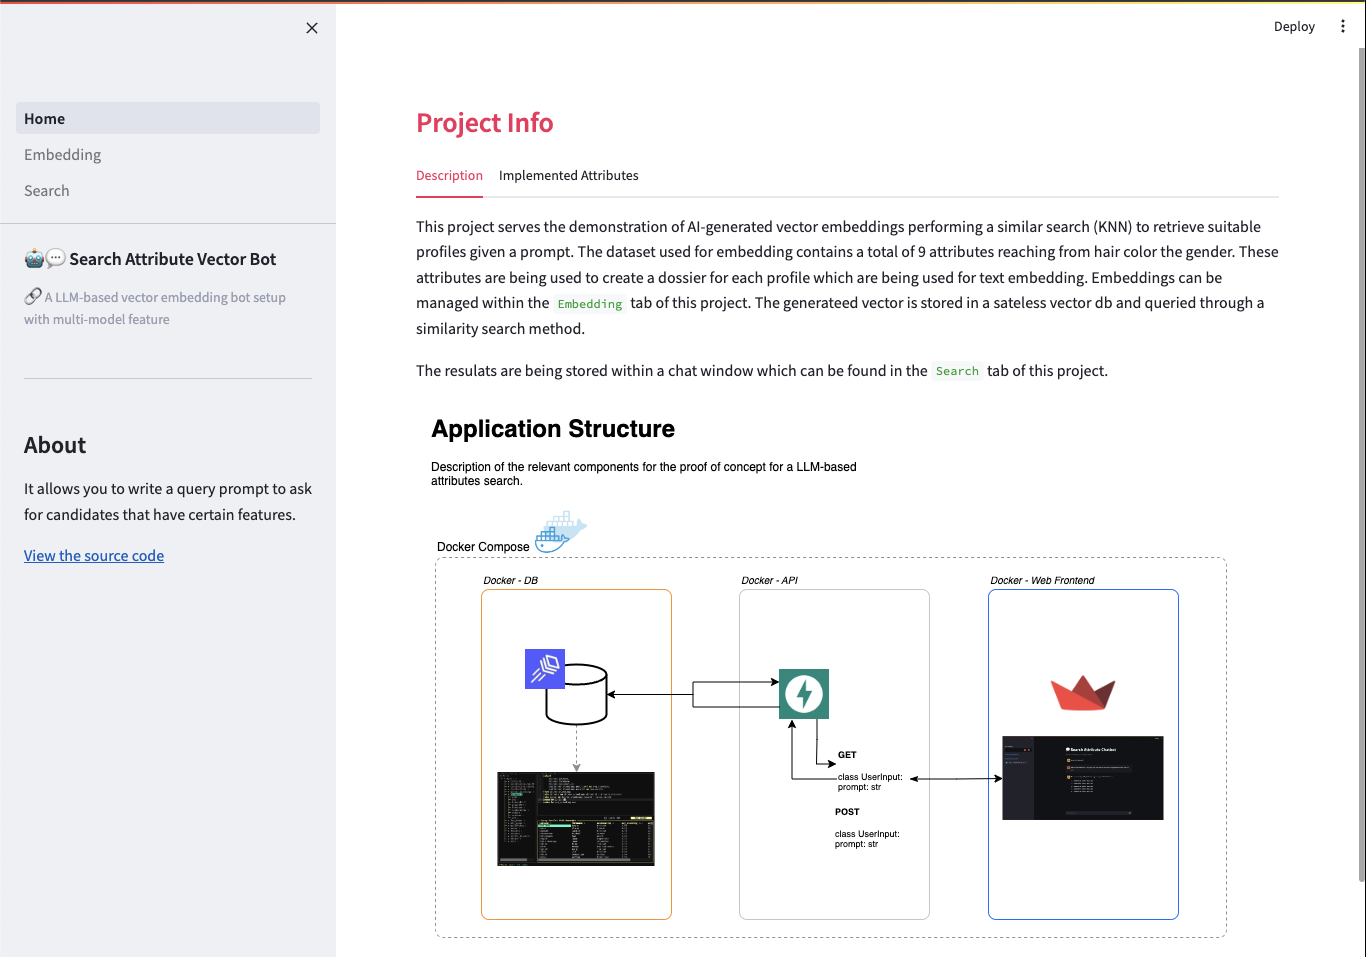 Deploy
Home
Embedding
Search
Search Attribute Vector Bot
A LLM-based vector embedding bot setup
with multi-model feature
About
It allows you to write a query prompt to ask
for candidates that have certain features.
View the source code
Project Info
Description Implemented Attributes
This project serves the demonstration of AI-generated vector embeddings performing a similar search (KNN) to retrieve suitable
profiles given a prompt. The dataset used for embedding contains a total of 9 attributes reaching from hair color the gender. These
attributes are being used to create a dossier for each profile which are being used for text embedding. Embeddings can be
managed within the Embedding tab of this project. The generateed vector is stored in a sateless vector db and queried through a
similarity search method.
The resulats are being stored within a chat window which can be found in the Search tab of this project.
Application Structure
Description of the relevant components for the proof of concept for a LLM-based
attributes search.
Docker Compose
Docker - DB
Docker - API
Docker - Web Frontend
GET
class UserInput:
prompt: str
POST
class UserInput:
prompt: str
Search Attribute Chatbot